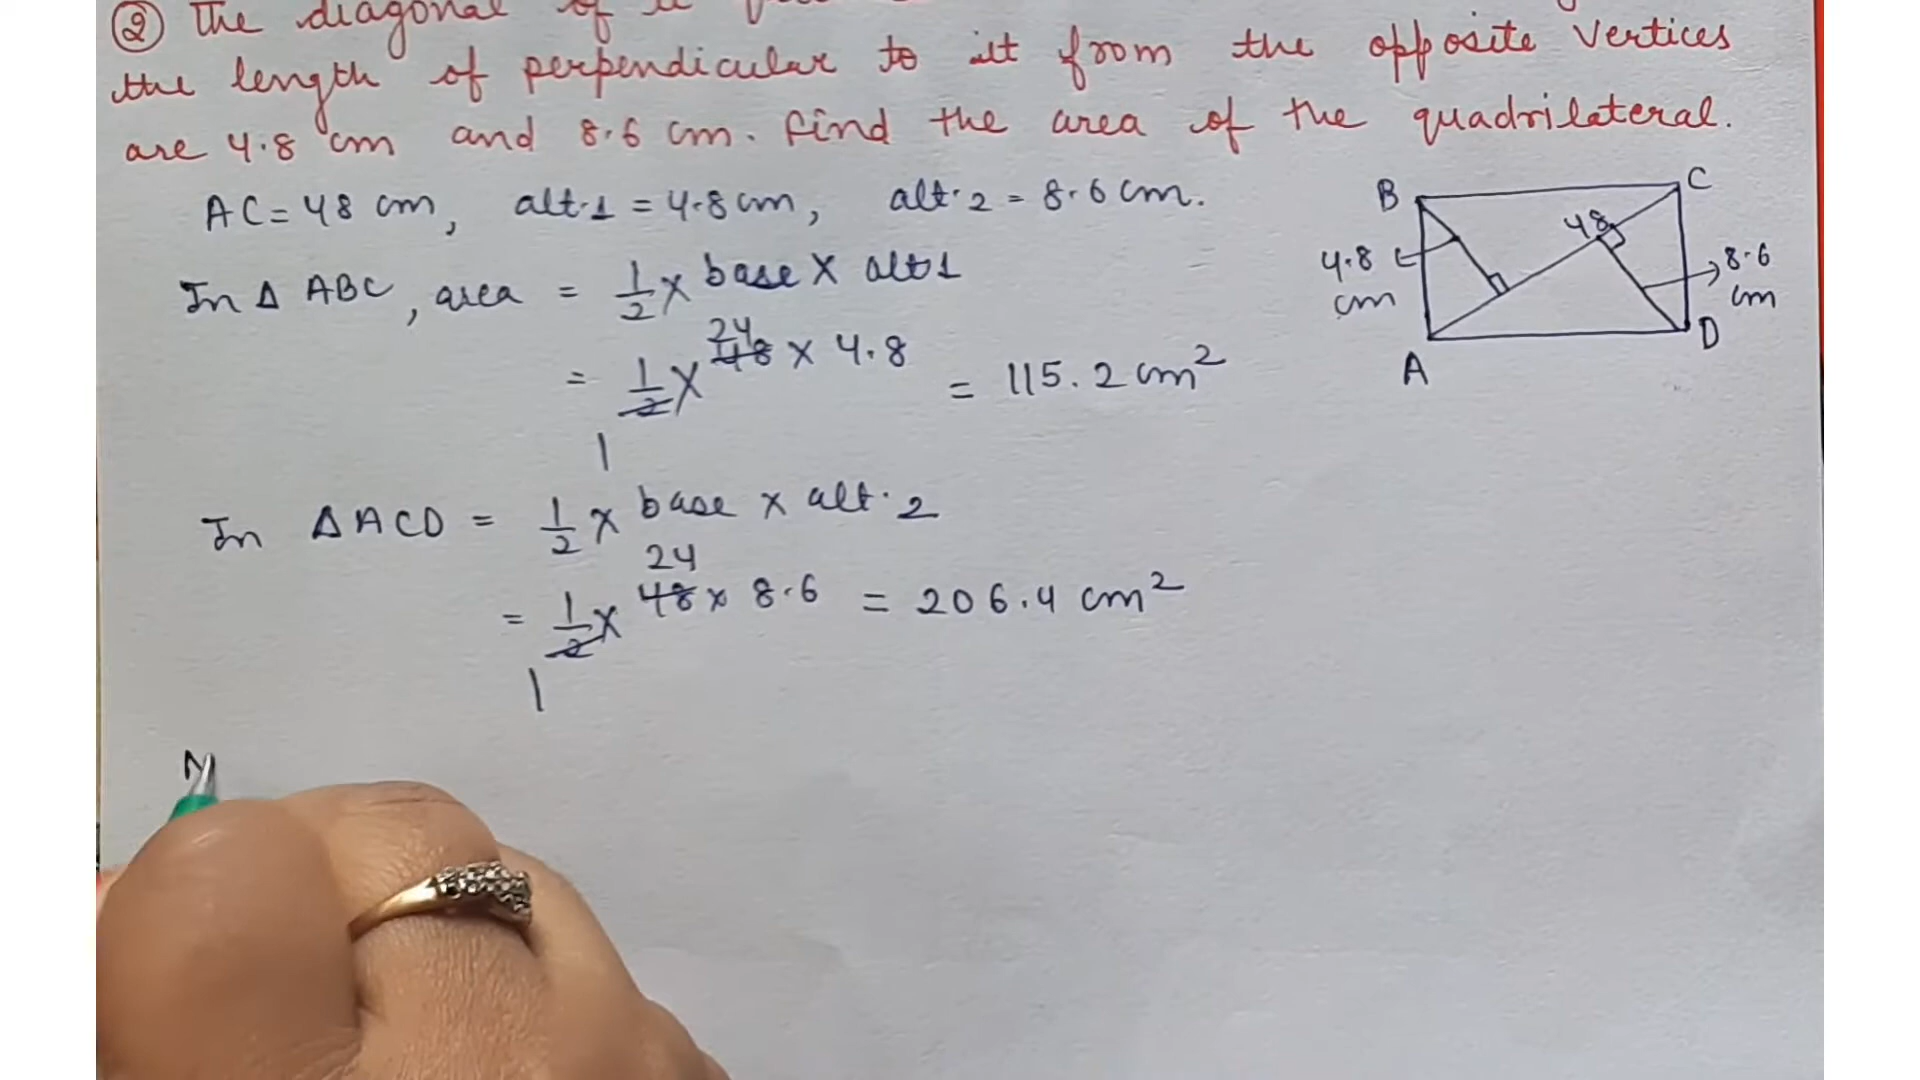 ② The diagonal of a
the length of perpendicular to it from the opposite vertices
are 4.8 cm and 8.6 cm. find the area of the quadrilateral.
AC = 48 cm, alt.1 = 4.8 cm, alt.2 = 8.6 cm.
In Δ ABC, area = 1/2 × base × alt 1
= 1/2 × 48 × 4.8 = 115.2 cm²
24
1
In Δ ACD = 1/2 × base × alt.2
24
= 1/2 × 48 × 8.6 = 206.4 cm²
1
B
C
48
4.8
cm
8.6
cm
A
D